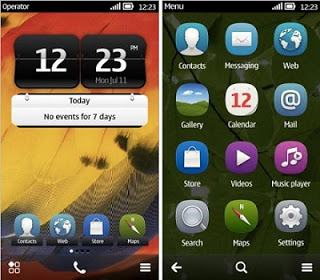 Operator 12:23
12 23 PM
Mon Jul 11
Today
No events for 7 days
Contacts Web Store Maps
Menu 12:23
Contacts Messaging Web
12
Gallery Calendar Mail
Store Videos Music player
Search Maps Settings